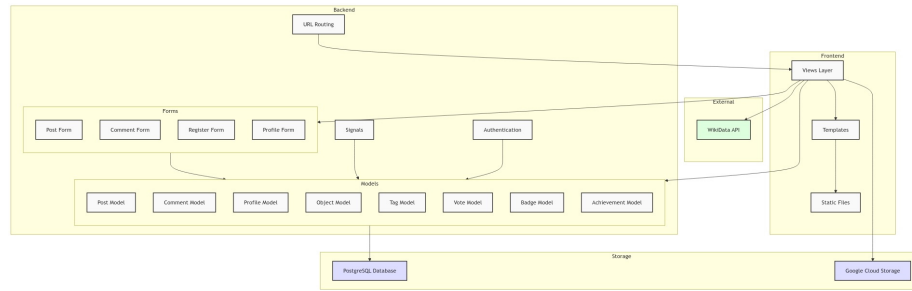 Backend
URL Routing
Frontend
Views Layer
External
WikiData API
Forms
Post Form
Comment Form
Register Form
Profile Form
Signals
Authentication
Templates
Models
Post Model
Comment Model
Profile Model
Object Model
Tag Model
Vote Model
Badge Model
Achievement Model
Static Files
Storage
PostgreSQL Database
Google Cloud Storage